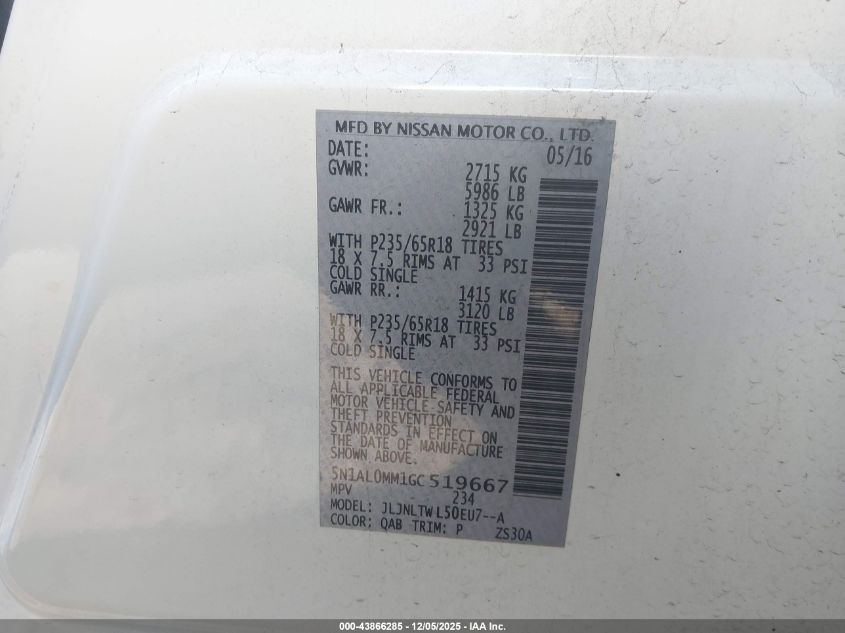 MFD BY NISSAN MOTOR CO., LTD.
DATE: 05/16
GVWR: 2715 KG
5986 LB
GAWR FR.: 1325 KG
2921 LB
WITH P235/65R18 TIRES
18 X 7.5 RIMS AT 33 PSI
COLD SINGLE
GAWR RR.: 1415 KG
3120 LB
WITH P235/65R18 TIRES
18 X 7.5 RIMS AT 33 PSI
COLD SINGLE
THIS VEHICLE CONFORMS TO
ALL APPLICABLE FEDERAL
MOTOR VEHICLE SAFETY AND
THEFT PREVENTION
STANDARDS IN EFFECT ON
THE DATE OF MANUFACTURE
SHOWN ABOVE.
5N1AL0MM1GC519667
MPV 234
MODEL: JLJNLTWL50EU7--A
COLOR: QAB TRIM: P ZS30A
000-43866285 - 12/05/2025 - IAA Inc.